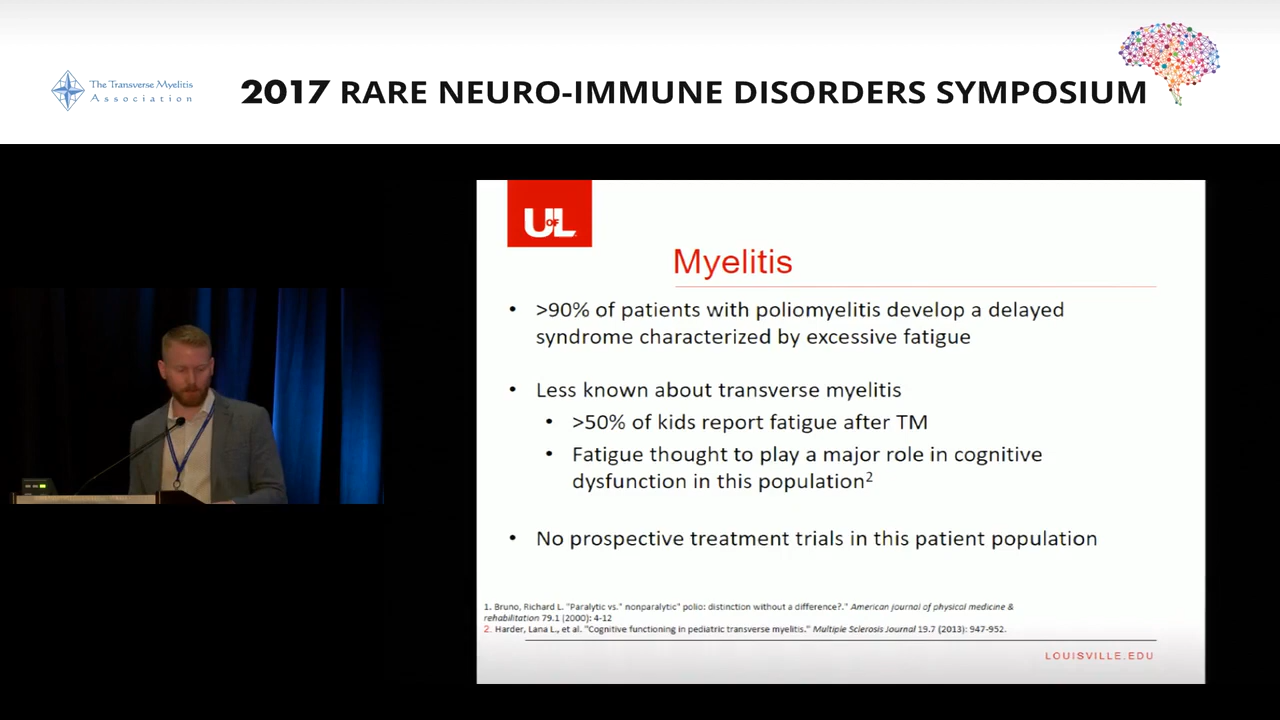 The Transverse Myelitis
Association
2017 RARE NEURO-IMMUNE DISORDERS SYMPOSIUM
UofL
Myelitis
• >90% of patients with poliomyelitis develop a delayed
syndrome characterized by excessive fatigue
• Less known about transverse myelitis
• >50% of kids report fatigue after TM
• Fatigue thought to play a major role in cognitive
dysfunction in this population2
• No prospective treatment trials in this patient population
1. Bruno, Richard L. "Paralytic vs." nonparalytic" polio: distinction without a difference?." American journal of physical medicine &
rehabilitation 79.1 (2000): 4-12
2. Harder, Lana L., et al. "Cognitive functioning in pediatric transverse myelitis." Multiple Sclerosis Journal 19.7 (2013): 947-952.
LOUISVILLE.EDU